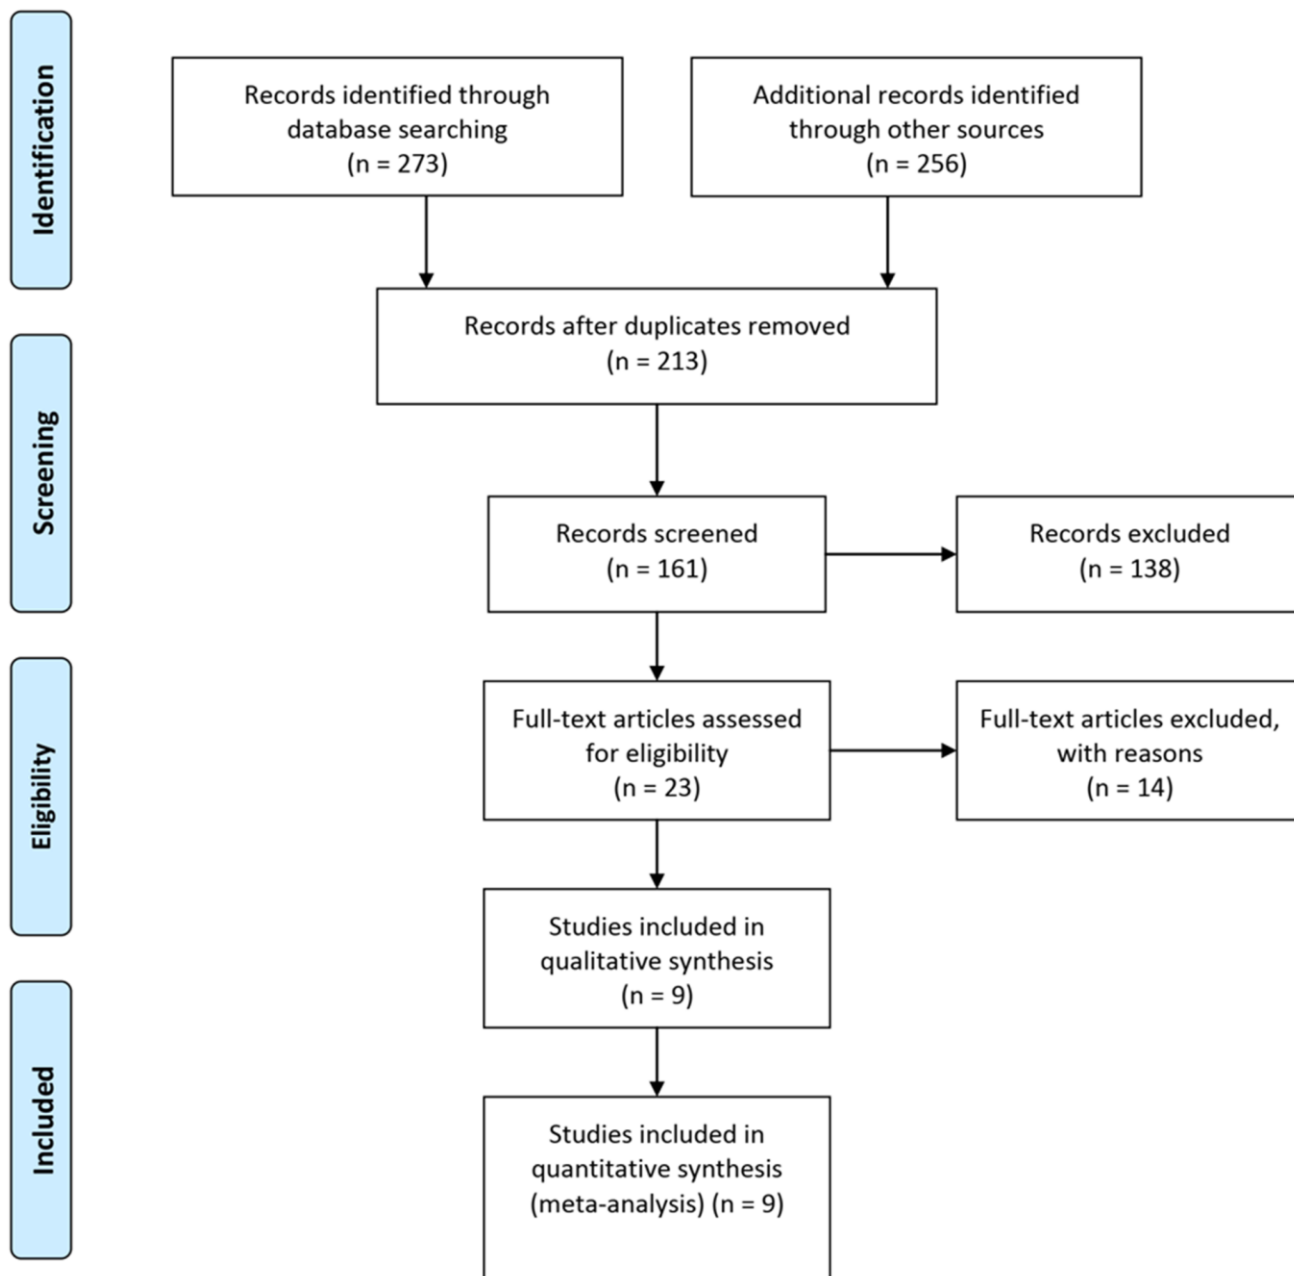 Identification
Records identified through
database searching
(n = 273)
Additional records identified
through other sources
(n = 256)
Records after duplicates removed
(n = 213)
Screening
Records screened
(n = 161)
Records excluded
(n = 138)
Eligibility
Full-text articles assessed
for eligibility
(n = 23)
Full-text articles excluded,
with reasons
(n = 14)
Studies included in
qualitative synthesis
(n = 9)
Included
Studies included in
quantitative synthesis
(meta-analysis) (n = 9)